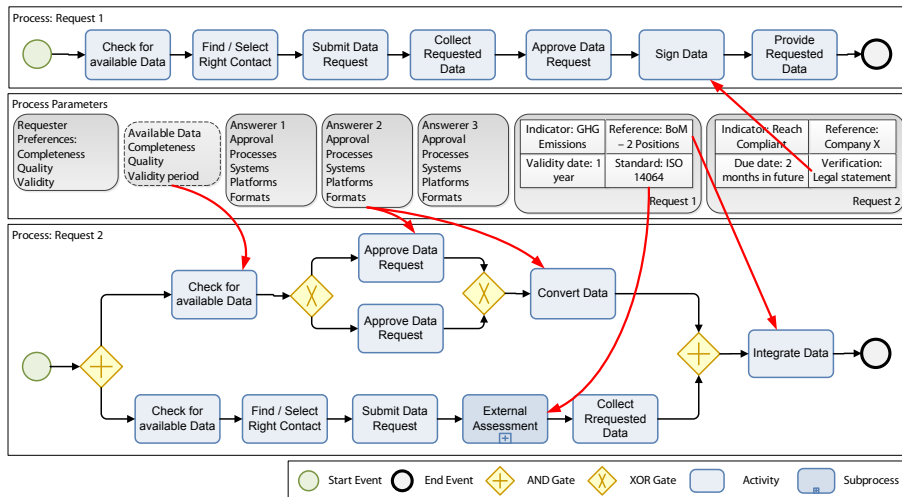 Process: Request 1
Check for
available Data
Find / Select
Right Contact
Submit Data
Request
Collect
Requested
Data
Approve Data
Request
Sign Data
Provide
Requested
Data
Process Parameters
Requester
Preferences:
Completeness
Quality
Validity
Available Data
Completeness
Quality
Validity period
Answerer 1
Approval
Processes
Systems
Platforms
Formats
Answerer 2
Approval
Processes
Systems
Platforms
Formats
Answerer 3
Approval
Processes
Systems
Platforms
Formats
Indicator: GHG
Emissions
Reference: BoM
– 2 Positions
Validity date: 1
year
Standard: ISO
14064
Request 1
Indicator: Reach
Compliant
Reference:
Company X
Due date: 2
months in future
Verification:
Legal statement
Request 2
Process: Request 2
Check for
available Data
Approve Data
Request
Approve Data
Request
Convert Data
Integrate Data
Check for
available Data
Find / Select
Right Contact
Submit Data
Request
External
Assessment
Collect
Rrequested
Data
Start Event
End Event
AND Gate
XOR Gate
Activity
Subprocess